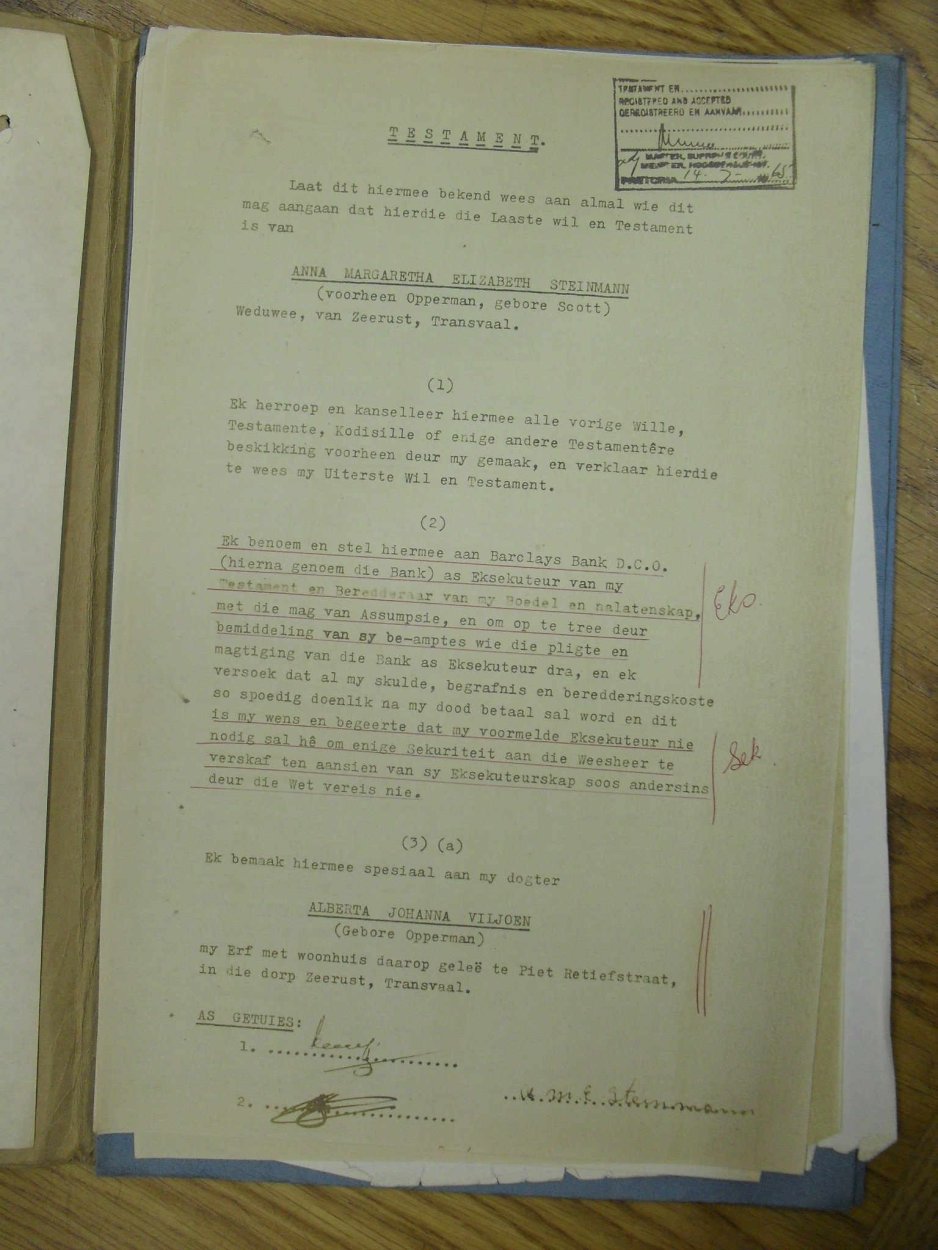 TESTAMENT EN
REGISTERED AND ACCEPTED
GEREGISTREERD EN AANVAAR
MASTER, SUPREME COURT.
PRETORIA 14 - 7 - 1965
TESTAMENT.
Laat dit hiermee bekend wees aan almal wie dit
mag aangaan dat hierdie die Laaste wil en Testament
is van
ANNA MARGARETHA ELIZABETH STEINMANN
(voorheen Opperman, gebore Scott)
Weduwee, van Zeerust, Transvaal.
(1)
Ek herroep en kanselleer hiermee alle vorige Wille,
Testamente, Kodisille of enige andere Testamentêre
beskikking voorheen deur my gemaak, en verklaar hierdie
te wees my Uiterste Wil en Testament.
(2)
Ek benoem en stel hiermee aan Barclays Bank D.C.O.
(hierna genoem die Bank) as Eksekuteur van my
Testament en Beredderaar van my Boedel en nalatenskap,
met die mag van Assumpsie, en om op te tree deur
bemiddeling van sy be-amptes wie die pligte en
magtiging van die Bank as Eksekuteur dra, en ek
versoek dat al my skulde, begrafnis en beredderingskoste
so spoedig doenlik na my dood betaal sal word en dit
is my wens en begeerte dat my voormelde Eksekuteur nie
nodig sal hê om enige Sekuriteit aan die Weesheer te
verskaf ten aansien van sy Eksekuteurskap soos andersins
deur die Wet vereis nie.
Eko.
Sek.
(3) (a)
Ek bemaak hiermee spesiaal aan my dogter
ALBERTA JOHANNA VILJOEN
(Gebore Opperman)
my Erf met woonhuis daarop geleë te Piet Retiefstraat,
in die dorp Zeerust, Transvaal.
AS GETUIES:
1.
2.
A. M. E. Steinmann